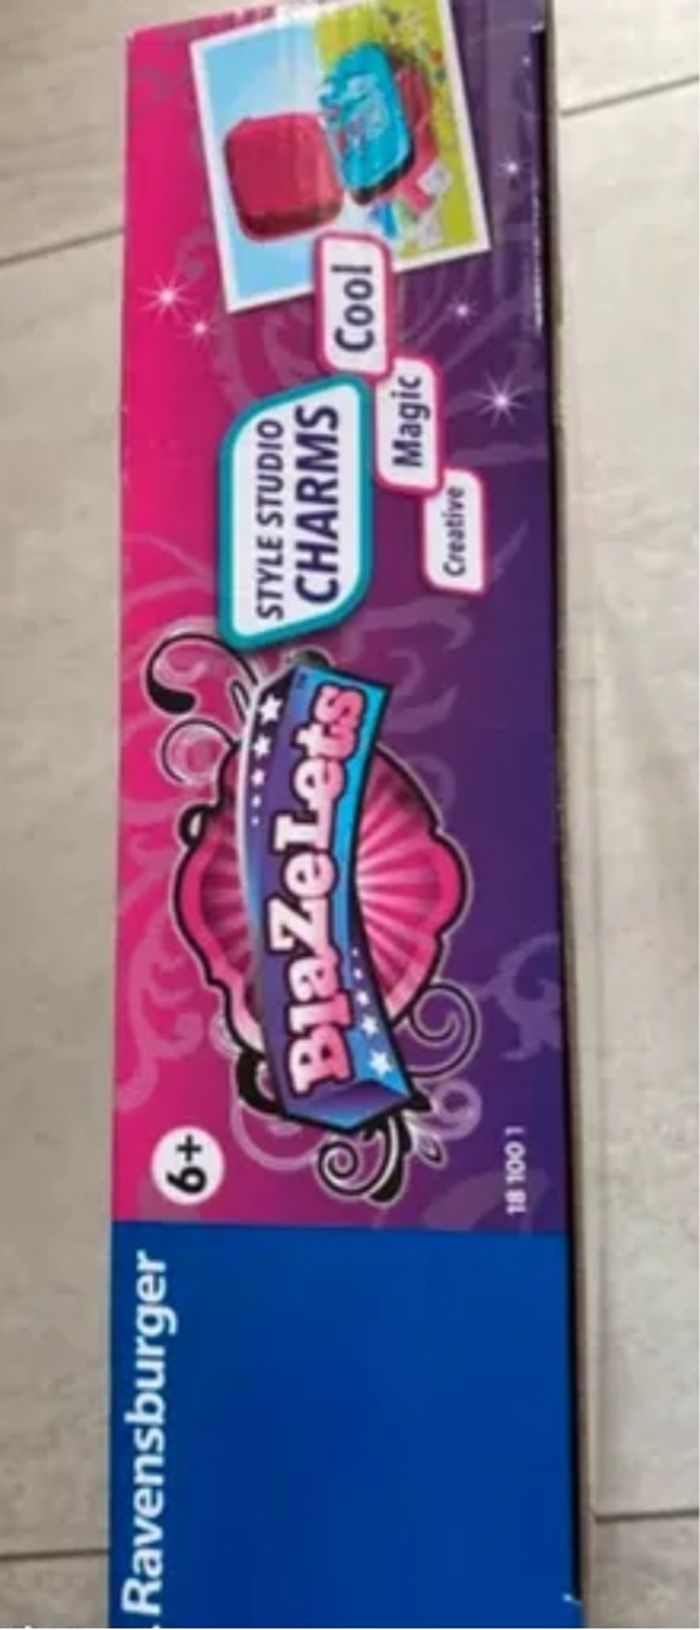 Ravensburger
6+
BlaZeLets
18 100 1
STYLE STUDIO
CHARMS
Cool
Magic
Creative